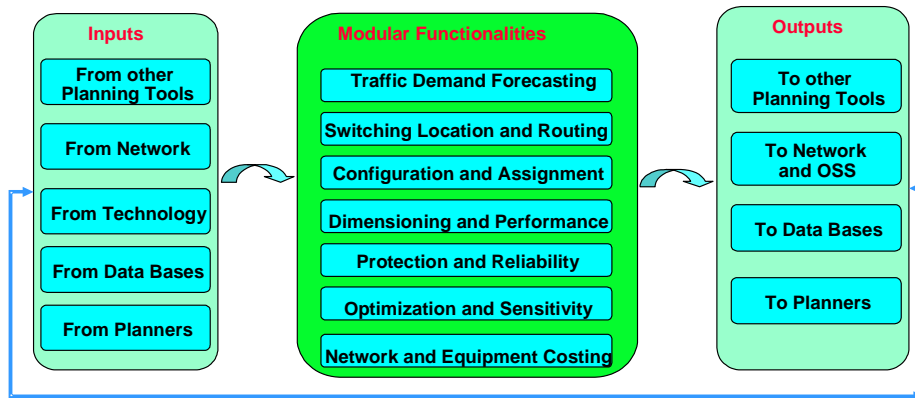 Inputs
From other
Planning Tools
From Network
From Technology
From Data Bases
From Planners
Modular Functionalities
Traffic Demand Forecasting
Switching Location and Routing
Configuration and Assignment
Dimensioning and Performance
Protection and Reliability
Optimization and Sensitivity
Network and Equipment Costing
Outputs
To other
Planning Tools
To Network
and OSS
To Data Bases
To Planners